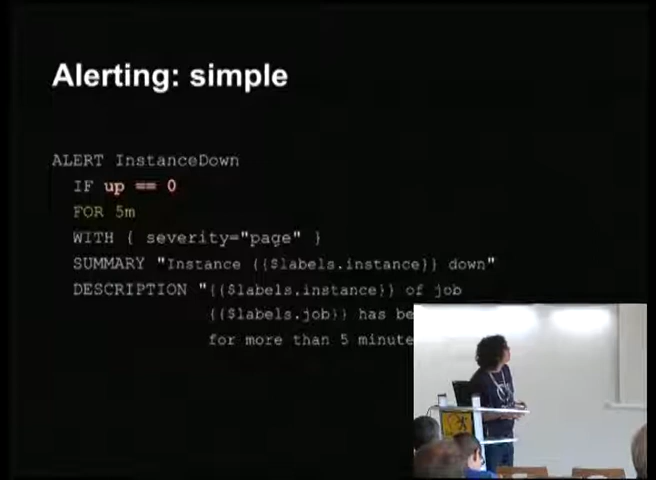 Alerting: simple
ALERT InstanceDown
IF up == 0
FOR 5m
WITH { severity="page" }
SUMMARY "Instance {{$labels.instance}} down"
DESCRIPTION "{{$labels.instance}} of job
{{$labels.job}} has be
for more than 5 minute